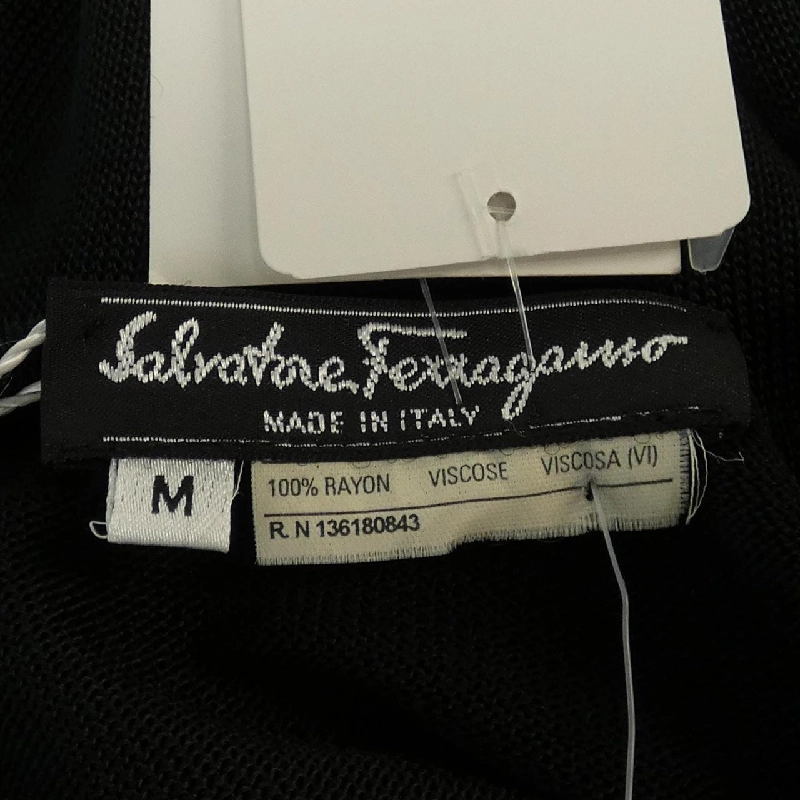 Salvatore Ferragamo
MADE IN ITALY
M
100% RAYON VISCOSE VISCOSA (VI)
R. N 136180843